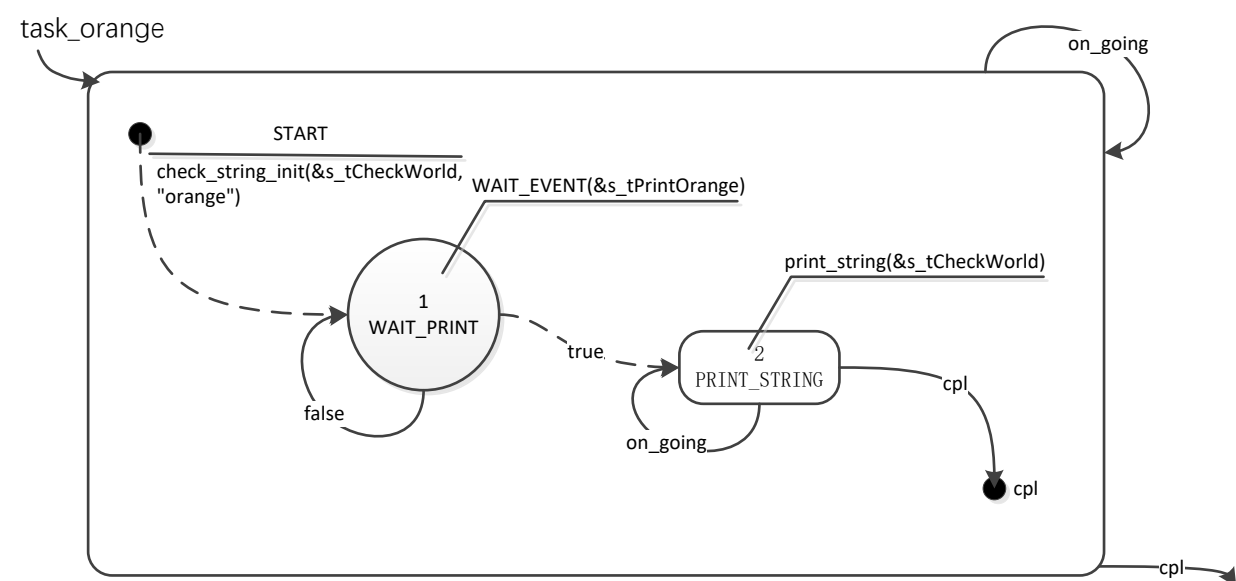 task_orange
on_going
START
check_string_init(&s_tCheckWorld,
"orange")
WAIT_EVENT(&s_tPrintOrange)
print_string(&s_tCheckWorld)
1
WAIT_PRINT
true
2
PRINT_STRING
false
on_going
cpl
cpl
cpl